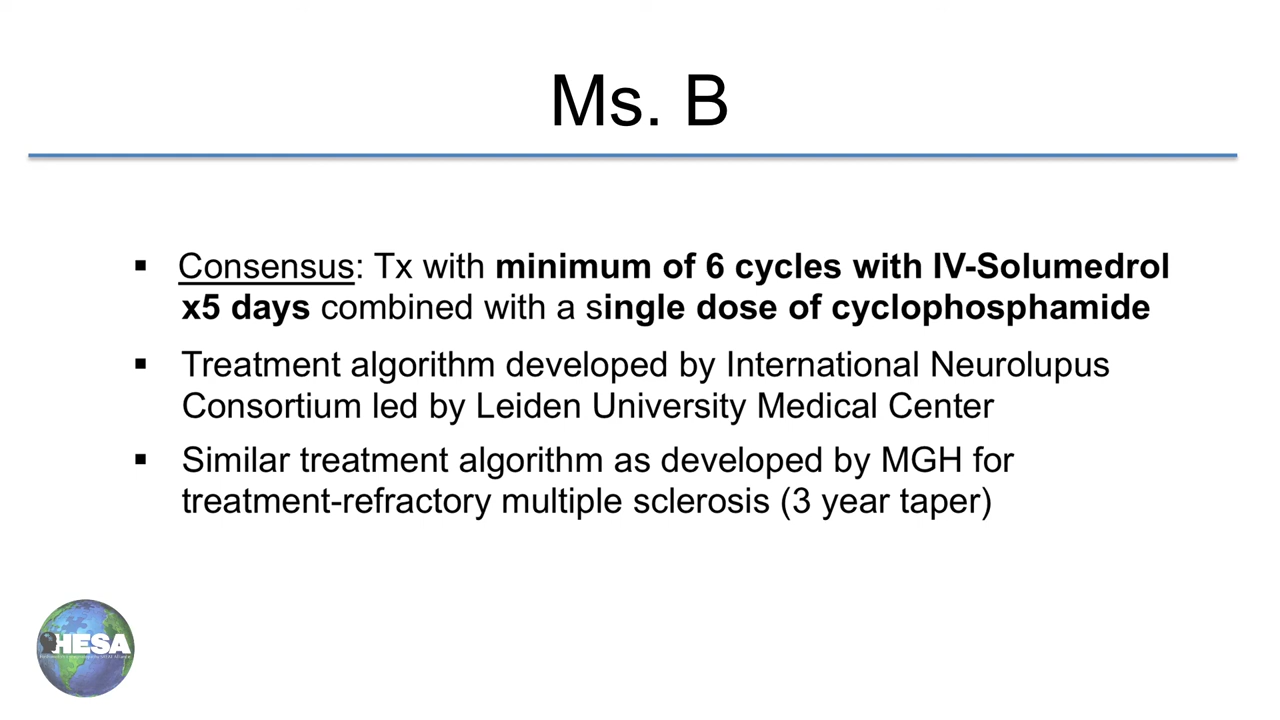 Ms. B
▪ Consensus: Tx with minimum of 6 cycles with IV-Solumedrol
x5 days combined with a single dose of cyclophosphamide
▪ Treatment algorithm developed by International Neurolupus
Consortium led by Leiden University Medical Center
▪ Similar treatment algorithm as developed by MGH for
treatment-refractory multiple sclerosis (3 year taper)
HESA